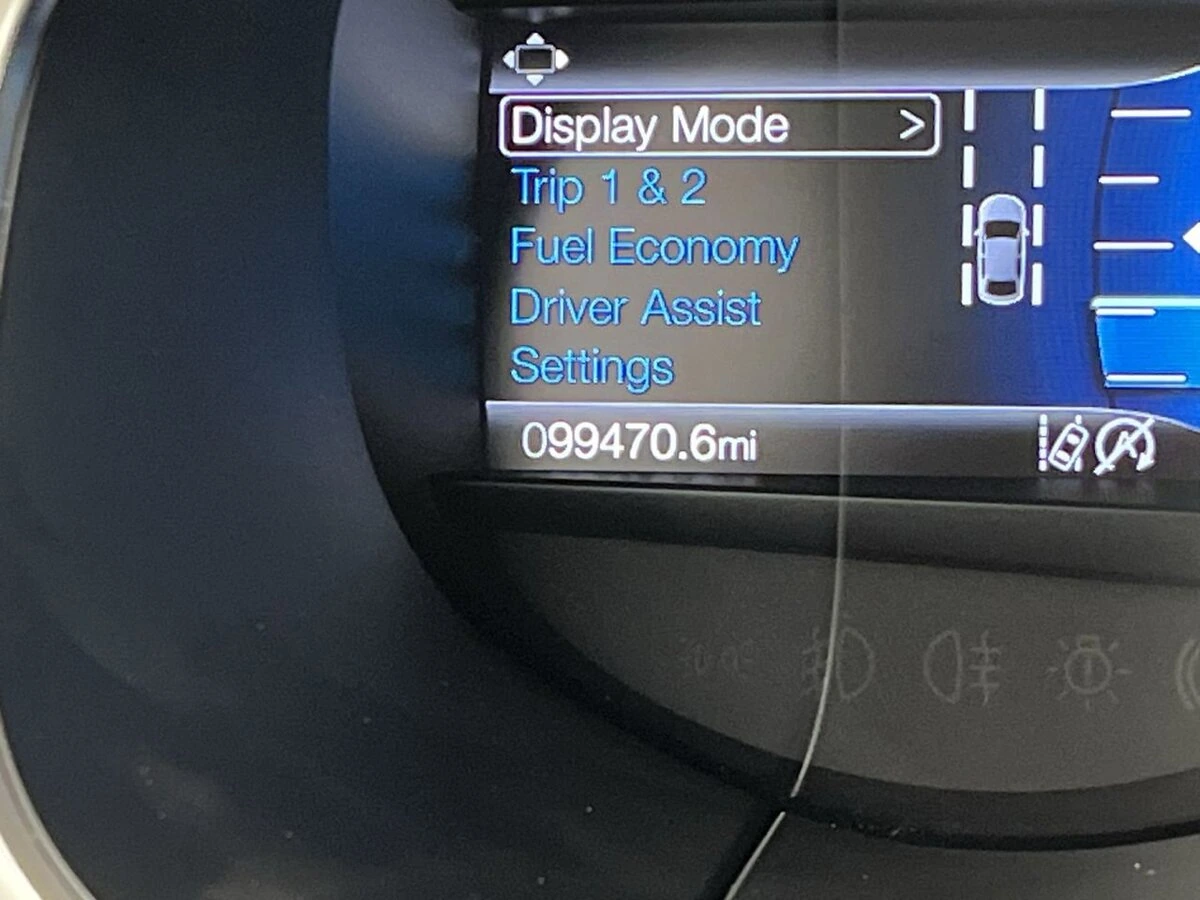 Display Mode >
Trip 1 & 2
Fuel Economy
Driver Assist
Settings
099470.6mi